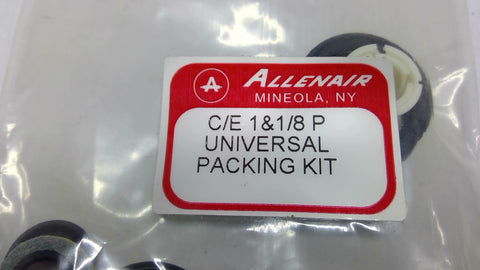 A ALLENAIR
MINEOLA, NY
C/E 1&1/8 P
UNIVERSAL
PACKING KIT